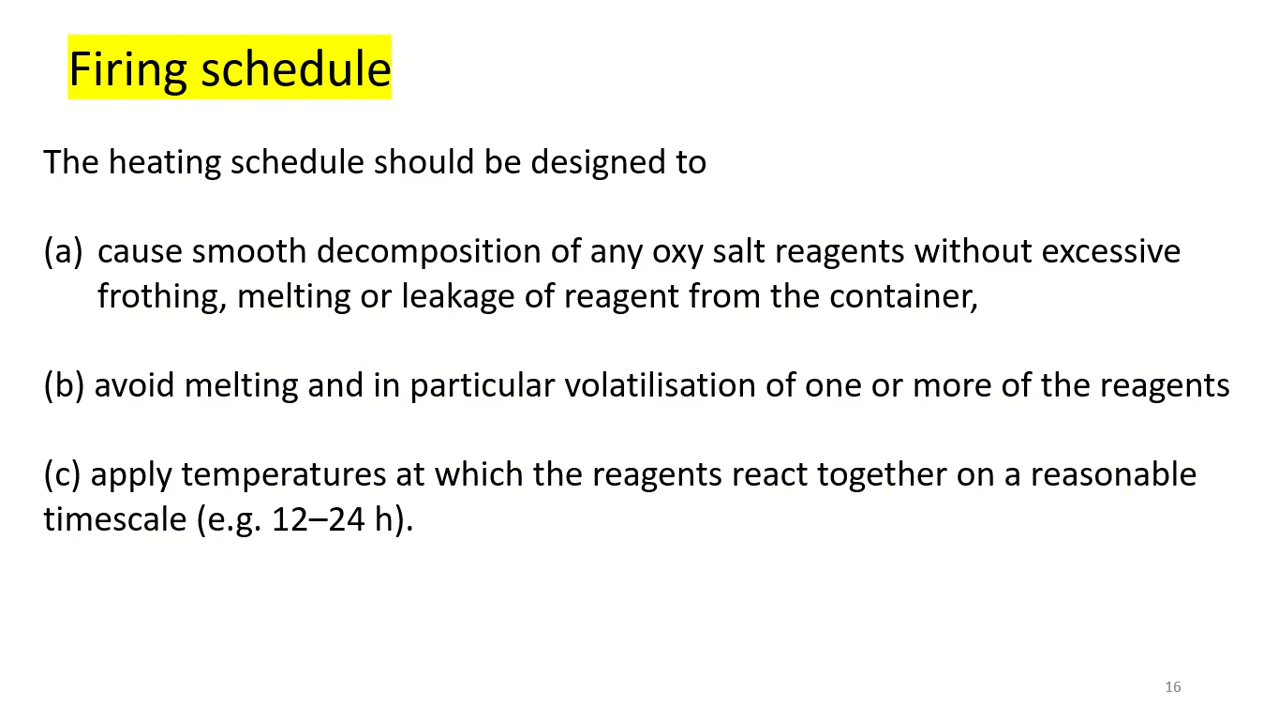 Firing schedule
The heating schedule should be designed to
(a) cause smooth decomposition of any oxy salt reagents without excessive
frothing, melting or leakage of reagent from the container,
(b) avoid melting and in particular volatilisation of one or more of the reagents
(c) apply temperatures at which the reagents react together on a reasonable
timescale (e.g. 12–24 h).
16